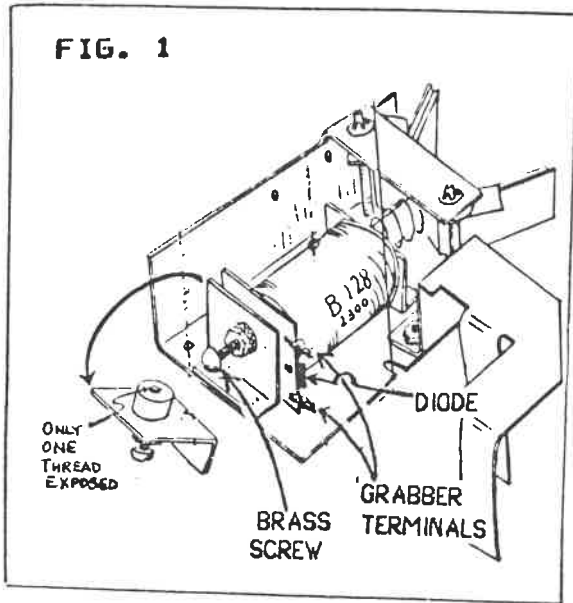 FIG. 1
B 128
2300
ONLY
ONE
THREAD
EXPOSED
BRASS
SCREW
DIODE
GRABBER
TERMINALS